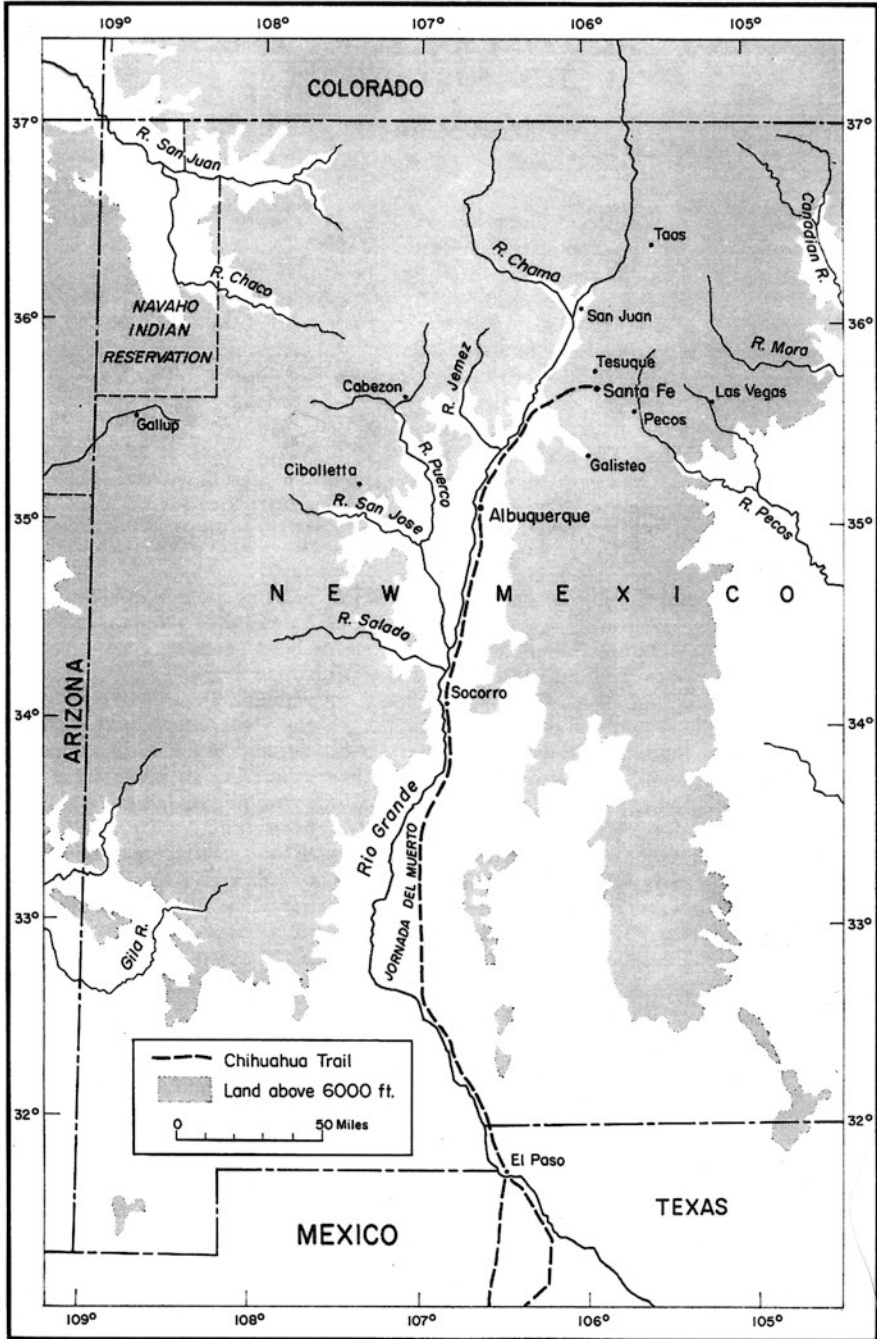 109°
108°
107°
106°
105°
COLORADO
37°
37°
R. San Juan
Canadian R.
Taos
R. Chama
R. Chaco
NAVAHO
INDIAN
RESERVATION
36°
36°
San Juan
R. Mora
Tesuque
R. Jemez
Cabezon
Santa Fe
Las Vegas
Pecos
Gallup
R. Puerco
Galisteo
Cibolletta
R. San Jose
R. Pecos
35°
Albuquerque
35°
NEW MEXICO
R. Salado
ARIZONA
Socorro
34°
34°
Rio Grande
JORNADA DEL MUERTO
33°
33°
Gila R.
Chihuahua Trail
Land above 6000 ft.
0 50 Miles
32°
32°
El Paso
TEXAS
MEXICO
109°
108°
107°
106°
105°